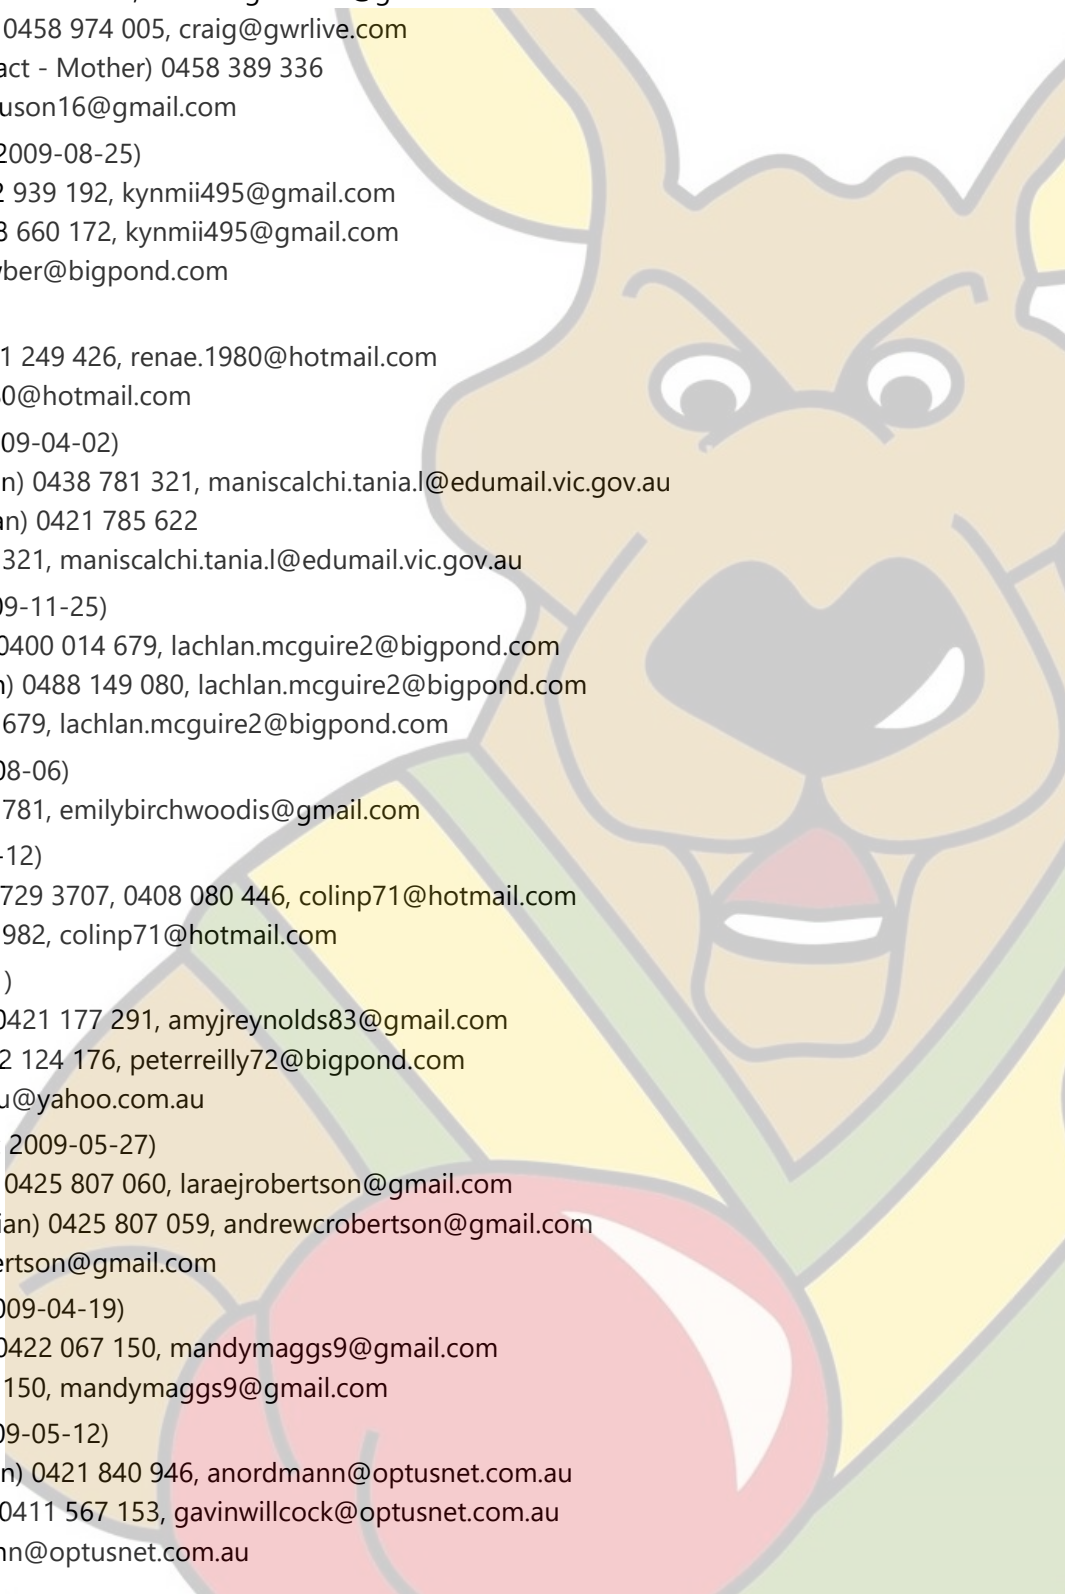 0458 974 005, craig@gwrlive.com
act - Mother) 0458 389 336
uson16@gmail.com
2009-08-25)
2 939 192, kynmii495@gmail.com
3 660 172, kynmii495@gmail.com
ber@bigpond.com
1 249 426, renae.1980@hotmail.com
0@hotmail.com
09-04-02)
n) 0438 781 321, maniscalchi.tania.l@edumail.vic.gov.au
an) 0421 785 622
321, maniscalchi.tania.l@edumail.vic.gov.au
09-11-25)
0400 014 679, lachlan.mcguire2@bigpond.com
n) 0488 149 080, lachlan.mcguire2@bigpond.com
679, lachlan.mcguire2@bigpond.com
08-06)
781, emilybirchwoodis@gmail.com
-12)
729 3707, 0408 080 446, colinp71@hotmail.com
982, colinp71@hotmail.com
)
0421 177 291, amyjreynolds83@gmail.com
2 124 176, peterreilly72@bigpond.com
u@yahoo.com.au
2009-05-27)
0425 807 060, laraejrobertson@gmail.com
ian) 0425 807 059, andrewcrobertson@gmail.com
ertson@gmail.com
009-04-19)
0422 067 150, mandymaggs9@gmail.com
150, mandymaggs9@gmail.com
09-05-12)
n) 0421 840 946, anordmann@optusnet.com.au
0411 567 153, gavinwillcock@optusnet.com.au
nn@optusnet.com.au